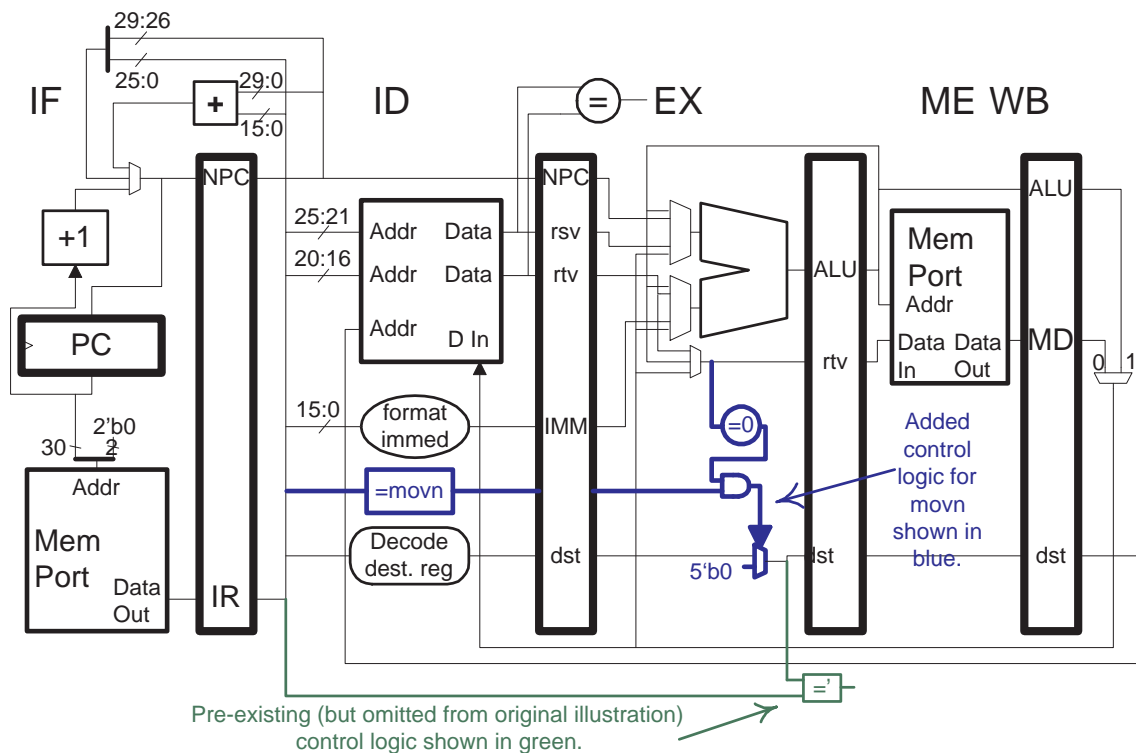 29:26
25:0
29:0
15:0
IF
ID
EX
ME WB
+
=
NPC
NPC
ALU
+1
25:21
20:16
Addr
Data
Addr
Data
Addr
D In
rsv
rtv
ALU
Mem
Port
Addr
Data
In
Data
Out
PC
rtv
MD
0
1
15:0
format
immed
IMM
=0
Added
control
logic for
movn
shown in
blue.
30
2'b0
2
Addr
Mem
Port
Data
Out
=movn
Decode
dest. reg
dst
5'b0
dst
dst
IR
='
Pre-existing (but omitted from original illustration)
control logic shown in green.